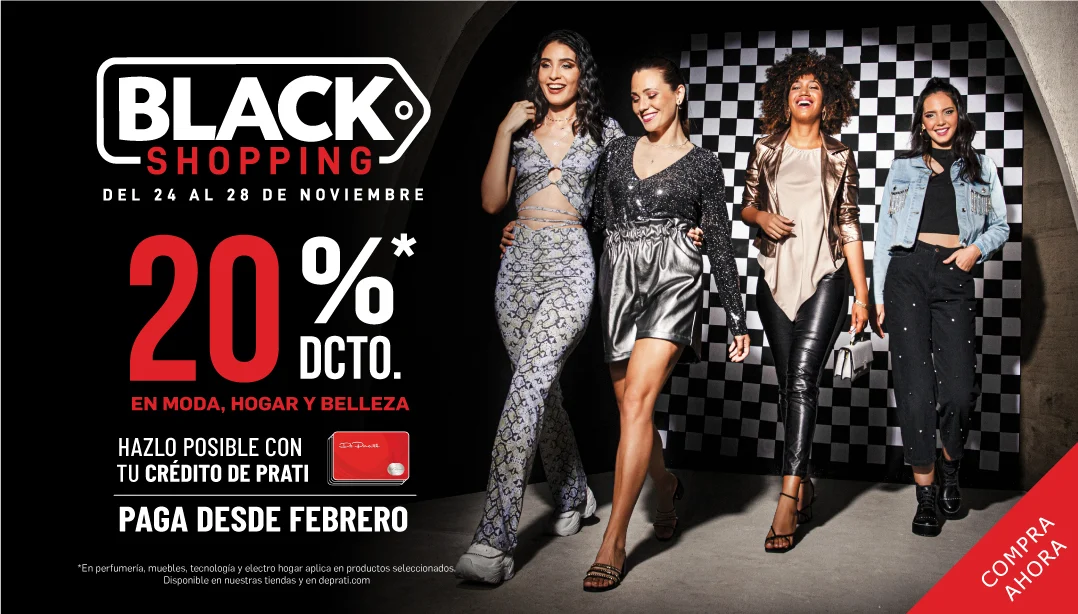 BLACK
SHOPPING
DEL 24 AL 28 DE NOVIEMBRE
20%*
DCTO.
EN MODA, HOGAR Y BELLEZA
HAZLO POSIBLE CON
TU CRÉDITO DE PRATI
De Prati
PAGA DESDE FEBRERO
*En perfumería, muebles, tecnología y electro hogar aplica en productos seleccionados.
Disponible en nuestras tiendas y en deprati.com
COMPRA
AHORA